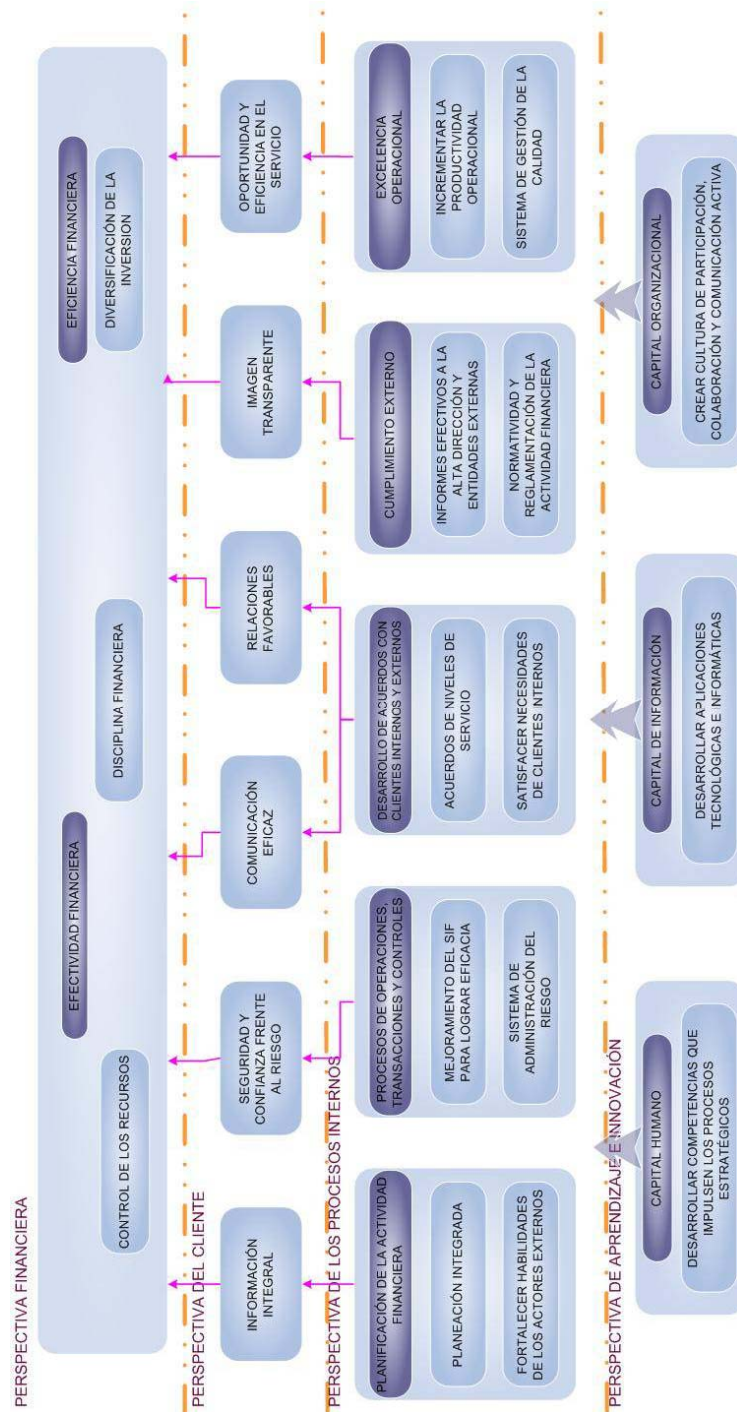 PERSPECTIVA FINANCIERA
EFECTIVIDAD FINANCIERA
EFICIENCIA FINANCIERA
CONTROL DE LOS RECURSOS
DISCIPLINA FINANCIERA
DIVERSIFICACIÓN DE LA
INVERSION
PERSPECTIVA DEL CLIENTE
INFORMACIÓN
INTEGRAL
SEGURIDAD Y
CONFIANZA FRENTE
AL RIESGO
COMUNICACIÓN
EFICAZ
RELACIONES
FAVORABLES
IMAGEN
TRANSPARENTE
OPORTUNIDAD Y
EFICIENCIA EN EL
SERVICIO
PERSPECTIVA DE LOS PROCESOS INTERNOS
PLANIFICACIÓN DE LA ACTIVIDAD
FINANCIERA
PLANEACIÓN INTEGRADA
FORTALECER HABILIDADES
DE LOS ACTORES EXTERNOS
PROCESOS DE OPERACIONES,
TRANSACCIONES Y CONTROLES
MEJORAMIENTO DEL SIF
PARA LOGRAR EFICACIA
SISTEMA DE
ADMINISTRACIÓN DEL
RIESGO
DESARROLLO DE ACUERDOS CON
CLIENTES INTERNOS Y EXTERNOS
ACUERDOS DE NIVELES DE
SERVICIO
SATISFACER NECESIDADES
DE CLIENTES INTERNOS
CUMPLIMIENTO EXTERNO
INFORMES EFECTIVOS A LA
ALTA DIRECCIÓN Y
ENTIDADES EXTERNAS
NORMATIVIDAD Y
REGLAMENTACIÓN DE LA
ACTIVIDAD FINANCIERA
EXCELENCIA
OPERACIONAL
INCREMENTAR LA
PRODUCTIVIDAD
OPERACIONAL
SISTEMA DE GESTIÓN DE LA
CALIDAD
PERSPECTIVA DE APRENDIZAJE E INNOVACIÓN
CAPITAL HUMANO
DESARROLLAR COMPETENCIAS QUE
IMPULSEN LOS PROCESOS
ESTRATÉGICOS
CAPITAL DE INFORMACIÓN
DESARROLLAR APLICACIONES
TECNOLÓGICAS E INFORMÁTICAS
CAPITAL ORGANIZACIONAL
CREAR CULTURA DE PARTICIPACIÓN,
COLABORACIÓN Y COMUNICACIÓN ACTIVA